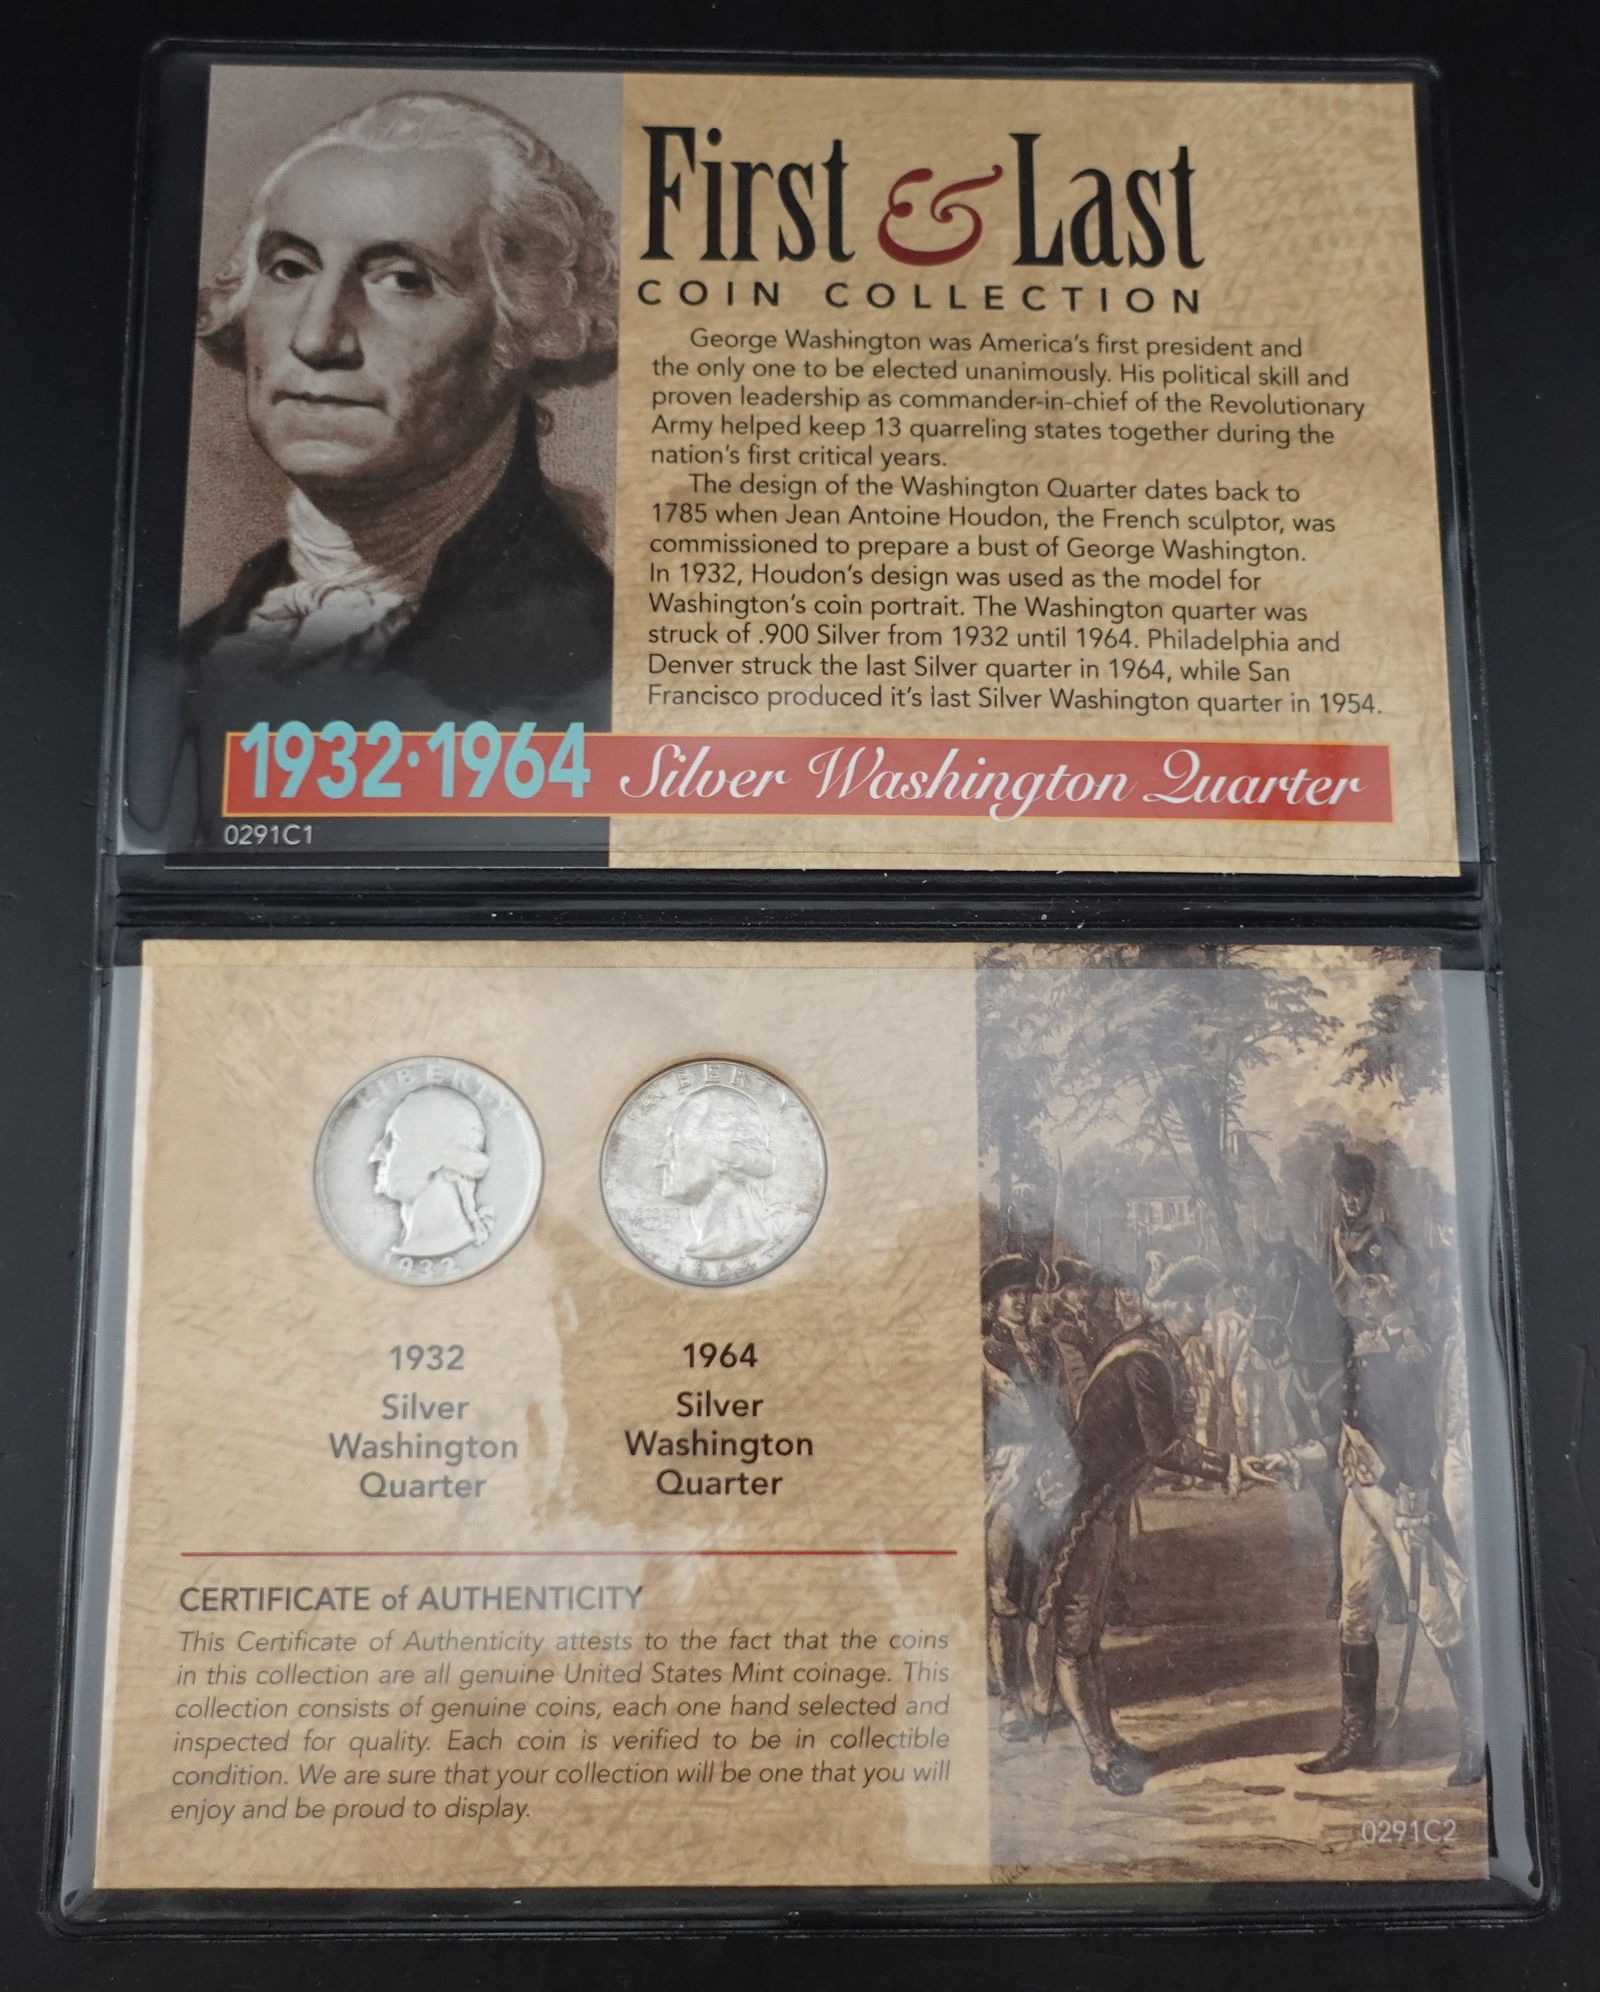 First & Last
COIN COLLECTION
George Washington was America's first president and
the only one to be elected unanimously. His political skill and
proven leadership as commander-in-chief of the Revolutionary
Army helped keep 13 quarreling states together during the
nation's first critical years.
The design of the Washington Quarter dates back to
1785 when Jean Antoine Houdon, the French sculptor, was
commissioned to prepare a bust of George Washington.
In 1932, Houdon's design was used as the model for
Washington's coin portrait. The Washington quarter was
struck of .900 Silver from 1932 until 1964. Philadelphia and
Denver struck the last Silver quarter in 1964, while San
Francisco produced it's last Silver Washington quarter in 1954.
1932·1964 Silver Washington Quarter
0291C1
LIBERTY
1932
LIBERTY
1964
1932
Silver
Washington
Quarter
1964
Silver
Washington
Quarter
CERTIFICATE of AUTHENTICITY
This Certificate of Authenticity attests to the fact that the coins
in this collection are all genuine United States Mint coinage. This
collection consists of genuine coins, each one hand selected and
inspected for quality. Each coin is verified to be in collectible
condition. We are sure that your collection will be one that you will
enjoy and be proud to display.
0291C2